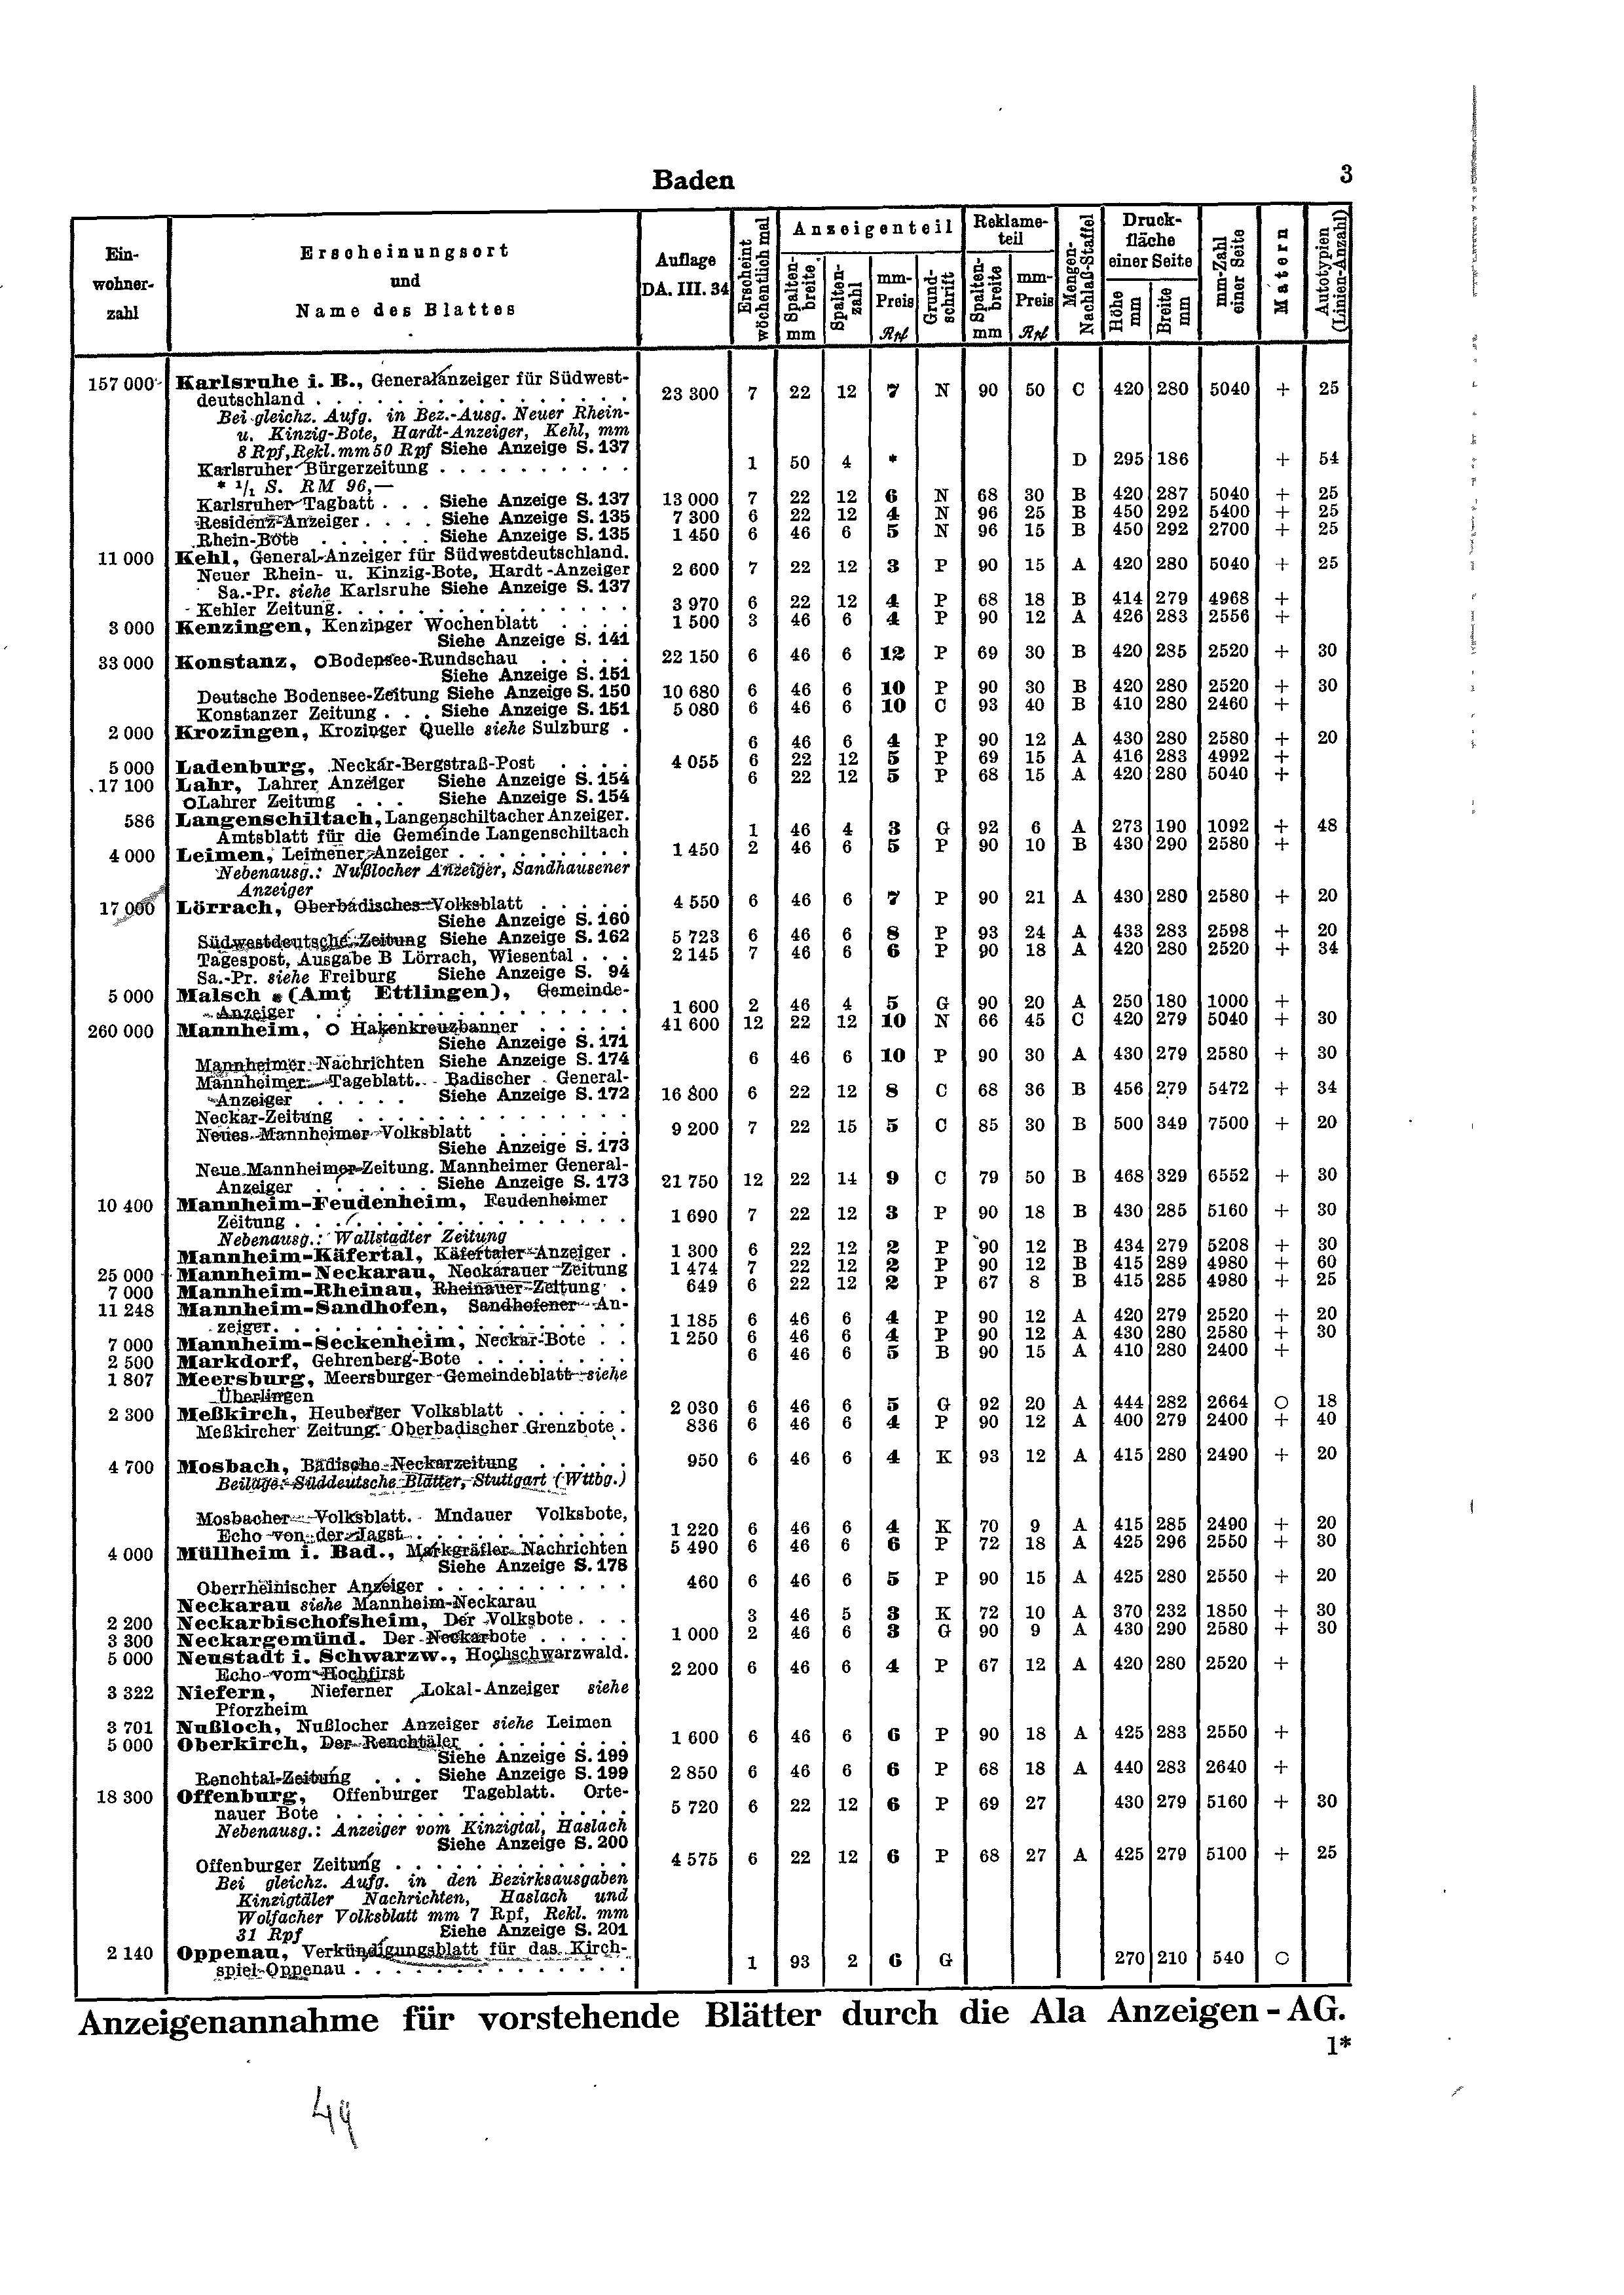 Baden
3
Ein-
wohner-
zahl
Erscheinungsort
und
Name des Blattes
Auflage
DA. III. 34
Erscheint
wöchentlich mal
Anzeigenteil
Spalten-
breite
mm
Spalten-
zahl
mm-
Preis
Rpf
Grund-
schrift
Reklame-
teil
Spalten-
breite
mm
mm-
Preis
Rpf
Mengen-
Nachlaß-Staffel
Druck-
fläche
einer Seite
Höhe
mm
Breite
mm
mm-Zahl
einer Seite
Matern
Autotypien
(Linien-Anzahl)
157 000 Karlsruhe i. B., Generalanzeiger für Südwest-
deutschland . . . 23 300 7 22 12 7 N 90 50 C 420 280 5040 + 25
Bei gleichz. Aufg. in Bez.-Ausg. Neuer Rhein-
u. Kinzig-Bote, Hardt-Anzeiger, Kehl, mm
8 Rpf, Rekl. mm 50 Rpf Siehe Anzeige S. 137
Karlsruher Bürgerzeitung . . . 1 50 4 * D 295 186 + 54
* 1/1 S. RM 96,—
Karlsruher Tagbatt . . . Siehe Anzeige S. 137 13 000 7 22 12 6 N 68 30 B 420 287 5040 + 25
Residenz-Anzeiger . . . . Siehe Anzeige S. 135 7 300 6 22 12 4 N 96 25 B 450 292 5400 + 25
Rhein-Bote . . . . . . Siehe Anzeige S. 135 1 450 6 46 6 5 N 96 15 B 450 292 2700 + 25
11 000 Kehl, General-Anzeiger für Südwestdeutschland.
Neuer Rhein- u. Kinzig-Bote, Hardt-Anzeiger 2 600 7 22 12 3 P 90 15 A 420 280 5040 + 25
Sa.-Pr. siehe Karlsruhe Siehe Anzeige S. 137
Kehler Zeitung . . . 3 970 6 22 12 4 P 68 18 B 414 279 4968 +
3 000 Kenzingen, Kenzinger Wochenblatt . . . . 1 500 3 46 6 4 P 90 12 A 426 283 2556 +
Siehe Anzeige S. 141
33 000 Konstanz, O Bodensee-Rundschau . . . . . 22 150 6 46 6 12 P 69 30 B 420 285 2520 + 30
Siehe Anzeige S. 151
Deutsche Bodensee-Zeitung Siehe Anzeige S. 150 10 680 6 46 6 10 P 90 30 B 420 280 2520 + 30
Konstanzer Zeitung . . . Siehe Anzeige S. 151 5 080 6 46 6 10 C 93 40 B 410 280 2460 +
2 000 Krozingen, Krozinger Quelle siehe Sulzburg . 6 46 6 4 P 90 12 A 430 280 2580 + 20
5 000 Ladenburg, Neckar-Bergstraß-Post . . . . 4 055 6 22 12 5 P 69 15 A 416 283 4992 +
17 100 Lahr, Lahrer Anzeiger Siehe Anzeige S. 154 6 22 12 5 P 68 15 A 420 280 5040 +
O Lahrer Zeitung . . . Siehe Anzeige S. 154
586 Langenschiltach, Langenschiltacher Anzeiger.
Amtsblatt für die Gemeinde Langenschiltach 1 46 4 3 G 92 6 A 273 190 1092 + 48
4 000 Leimen, Leimener Anzeiger . . . 1 450 2 46 6 5 P 90 10 B 430 290 2580 +
Nebenausg.: Nußlocher Anzeiger, Sandhausener
Anzeiger
17 000 Lörrach, Oberbadisches Volksblatt . . . . . 4 550 6 46 6 7 P 90 21 A 430 280 2580 + 20
Siehe Anzeige S. 160
Südwestdeutsche Zeitung Siehe Anzeige S. 162 5 723 6 46 6 8 P 93 24 A 433 283 2598 + 20
Tagespost, Ausgabe B Lörrach, Wiesental . . . 2 145 7 46 6 6 P 90 18 A 420 280 2520 + 34
Sa.-Pr. siehe Freiburg Siehe Anzeige S. 94
5 000 Malsch (Amt Ettlingen), Gemeinde-
Anzeiger . . . 1 600 2 46 4 5 G 90 20 A 250 180 1000 +
260 000 Mannheim, O Hakenkreuzbanner . . . . . 41 600 12 22 12 10 N 66 45 C 420 279 5040 + 30
Siehe Anzeige S. 171
Mannheimer Nachrichten Siehe Anzeige S. 174 6 46 6 10 P 90 30 A 430 279 2580 + 30
Mannheimer Tageblatt. Badischer General-
Anzeiger . . . . . Siehe Anzeige S. 172 16 800 6 22 12 8 C 68 36 B 456 279 5472 + 34
Neckar-Zeitung . . .
Neues Mannheimer Volksblatt . . . 9 200 7 22 15 5 C 85 30 B 500 349 7500 + 20
Siehe Anzeige S. 173
Neue Mannheimer Zeitung. Mannheimer General-
Anzeiger . . . . . . Siehe Anzeige S. 173 21 750 12 22 14 9 C 79 50 B 468 329 6552 + 30
10 400 Mannheim-Feudenheim, Feudenheimer
Zeitung . . . 1 690 7 22 12 3 P 90 18 B 430 285 5160 + 30
Nebenausg.: Wallstadter Zeitung
Mannheim-Käfertal, Käfertaler Anzeiger . 1 300 6 22 12 2 P 90 12 B 434 279 5208 + 30
25 000 Mannheim-Neckarau, Neckarauer Zeitung 1 474 7 22 12 2 P 90 12 B 415 289 4980 + 60
7 000 Mannheim-Rheinau, Rheinauer Zeitung . 649 6 22 12 2 P 67 8 B 415 285 4980 + 25
11 248 Mannheim-Sandhofen, Sandhofener An-
zeiger . . . 1 185 6 46 6 4 P 90 12 A 420 279 2520 + 20
7 000 Mannheim-Seckenheim, Neckar-Bote . . 1 250 6 46 6 4 P 90 12 A 430 280 2580 + 30
2 500 Markdorf, Gehrenberg-Bote . . . 6 46 6 5 B 90 15 A 410 280 2400 +
1 807 Meersburg, Meersburger Gemeindeblatt siehe
Überlingen
2 300 Meßkirch, Heuberger Volksblatt . . . 2 030 6 46 6 5 G 92 20 A 444 282 2664 O 18
Meßkircher Zeitung. Oberbadischer Grenzbote . 836 6 46 6 4 P 90 12 A 400 279 2400 + 40
4 700 Mosbach, Badische Neckarzeitung . . . . . 950 6 46 6 4 K 93 12 A 415 280 2490 + 20
Beilage: Süddeutsche Blätter, Stuttgart (Wttbg.)
Mosbacher Volksblatt. Mudauer Volksbote,
Echo von der Jagst . . . 1 220 6 46 6 4 K 70 9 A 415 285 2490 + 20
4 000 Müllheim i. Bad., Markgräfler Nachrichten 5 490 6 46 6 6 P 72 18 A 425 296 2550 + 30
Siehe Anzeige S. 178
Oberrheinischer Anzeiger . . . 460 6 46 6 5 P 90 15 A 425 280 2550 + 20
Neckarau siehe Mannheim-Neckarau
2 200 Neckarbischofsheim, Der Volksbote . . . 3 46 5 3 K 72 10 A 370 232 1850 + 30
3 300 Neckargemünd. Der Neckarbote . . . . . 1 000 2 46 6 3 G 90 9 A 430 290 2580 + 30
5 000 Neustadt i. Schwarzw., Hochschwarzwald.
Echo vom Hochfirst 2 200 6 46 6 4 P 67 12 A 420 280 2520 +
3 322 Niefern, Nieferner Lokal-Anzeiger siehe
Pforzheim
3 701 Nußloch, Nußlocher Anzeiger siehe Leimen
5 000 Oberkirch, Der Renchtäler . . . 1 600 6 46 6 6 P 90 18 A 425 283 2550 +
Siehe Anzeige S. 199
Renchtal-Zeitung . . . Siehe Anzeige S. 199 2 850 6 46 6 6 P 68 18 A 440 283 2640 +
18 300 Offenburg, Offenburger Tageblatt. Orte-
nauer Bote . . . 5 720 6 22 12 6 P 69 27 430 279 5160 + 30
Nebenausg.: Anzeiger vom Kinzigtal, Haslach
Siehe Anzeige S. 200
Offenburger Zeitung . . . 4 575 6 22 12 6 P 68 27 A 425 279 5100 + 25
Bei gleichz. Aufg. in den Bezirksausgaben
Kinzigtäler Nachrichten, Haslach und
Wolfacher Volksblatt mm 7 Rpf, Rekl. mm
31 Rpf Siehe Anzeige S. 201
2 140 Oppenau, Verkündigungsblatt für das Kirch-
spiel Oppenau . . . 1 93 2 6 G 270 210 540 O
Anzeigenannahme für vorstehende Blätter durch die Ala Anzeigen-AG.
1*
49